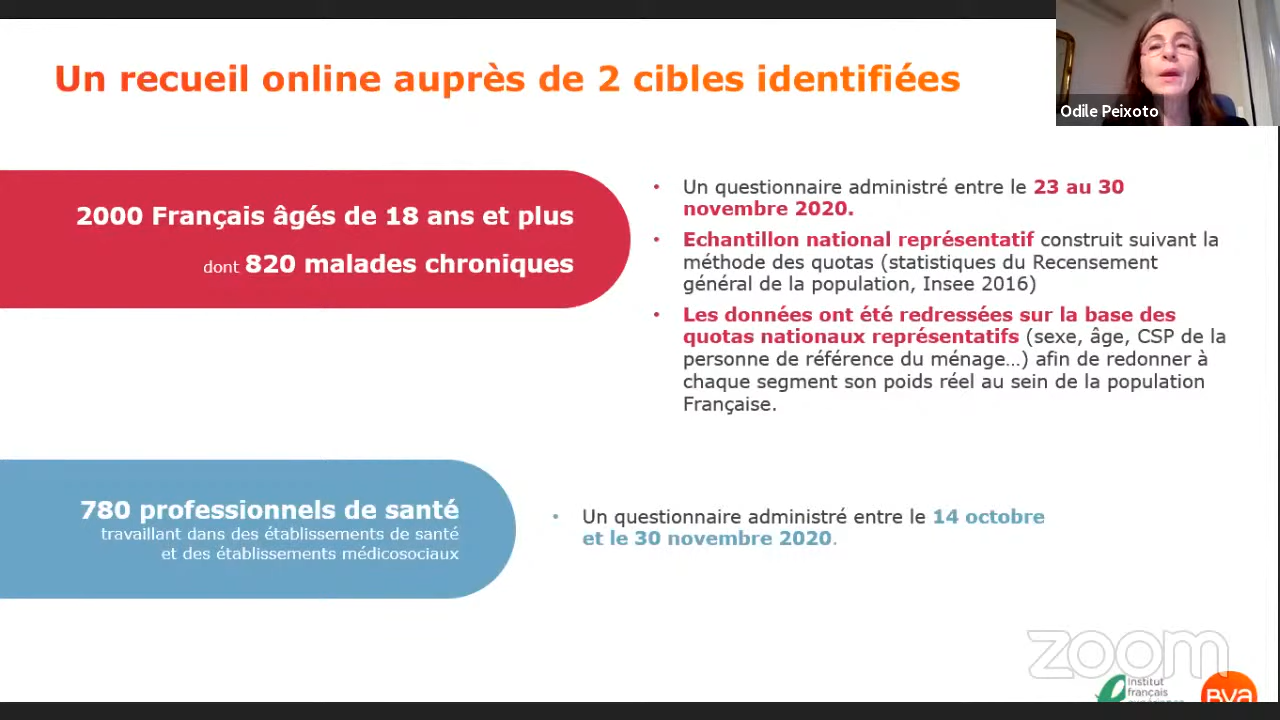 Un recueil online auprès de 2 cibles identifiées
Odile Peixoto
2000 Français âgés de 18 ans et plus
dont 820 malades chroniques
• Un questionnaire administré entre le 23 au 30
novembre 2020.
• Echantillon national représentatif construit suivant la
méthode des quotas (statistiques du Recensement
général de la population, Insee 2016)
• Les données ont été redressées sur la base des
quotas nationaux représentatifs (sexe, âge, CSP de la
personne de référence du ménage…) afin de redonner à
chaque segment son poids réel au sein de la population
Française.
780 professionnels de santé
travaillant dans des établissements de santé
et des établissements médicosociaux
• Un questionnaire administré entre le 14 octobre
et le 30 novembre 2020.
zoom
Institut
français
BVA